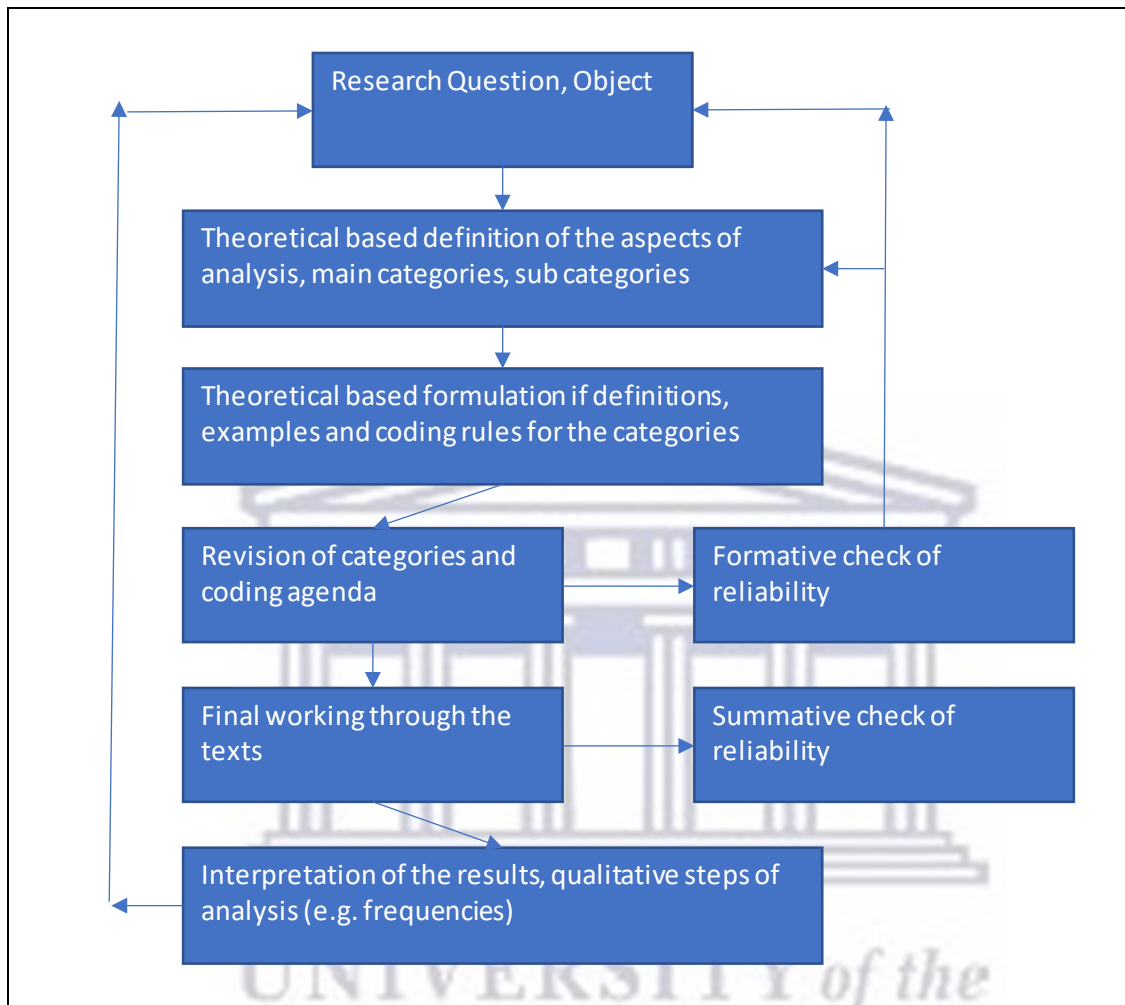 Research Question, Object
Theoretical based definition of the aspects of
analysis, main categories, sub categories
Theoretical based formulation if definitions,
examples and coding rules for the categories
Revision of categories and
coding agenda
Formative check of
reliability
Final working through the
texts
Summative check of
reliability
Interpretation of the results, qualitative steps of
analysis (e.g. frequencies)
UNIVERSITY of the